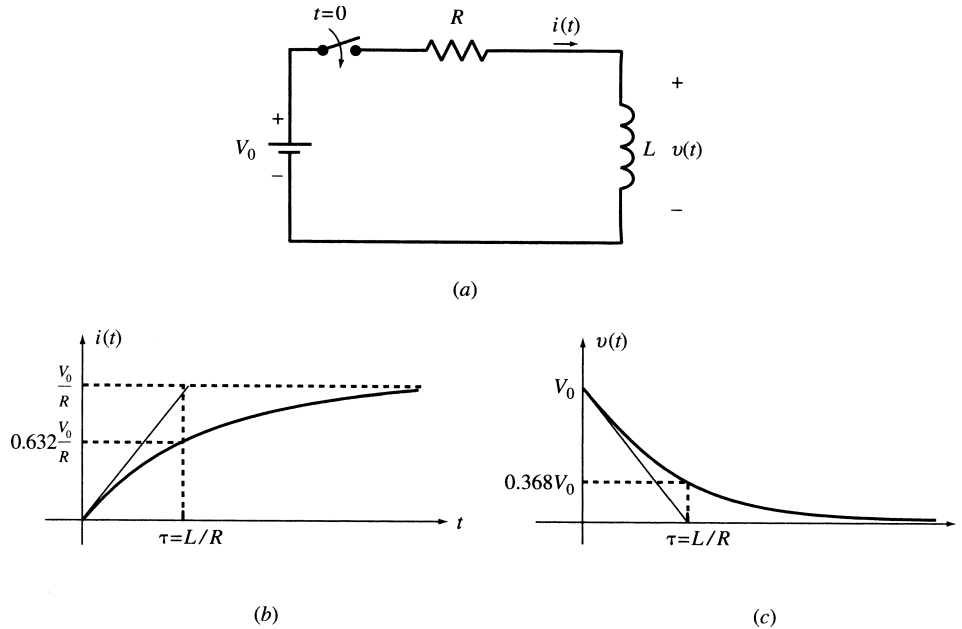 t=0
R
i(t)
+
+
V₀
L
υ(t)
−
−
(a)
i(t)
V₀/R
0.632 V₀/R
t
τ=L/R
(b)
υ(t)
V₀
0.368V₀
τ=L/R
(c)